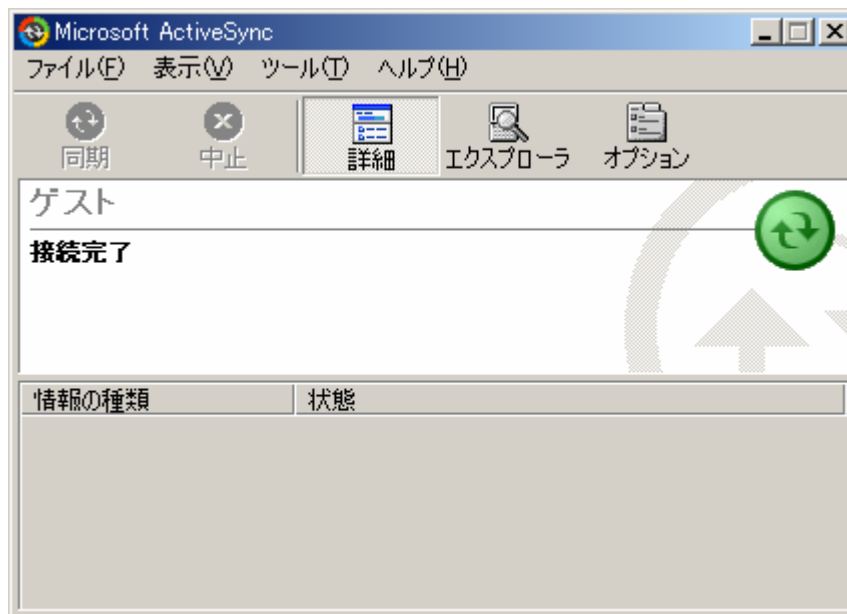 Microsoft ActiveSync
ファイル(F) 表示(V) ツール(T) ヘルプ(H)
同期 中止 詳細 エクスプローラ オプション
ゲスト
接続完了
情報の種類 状態